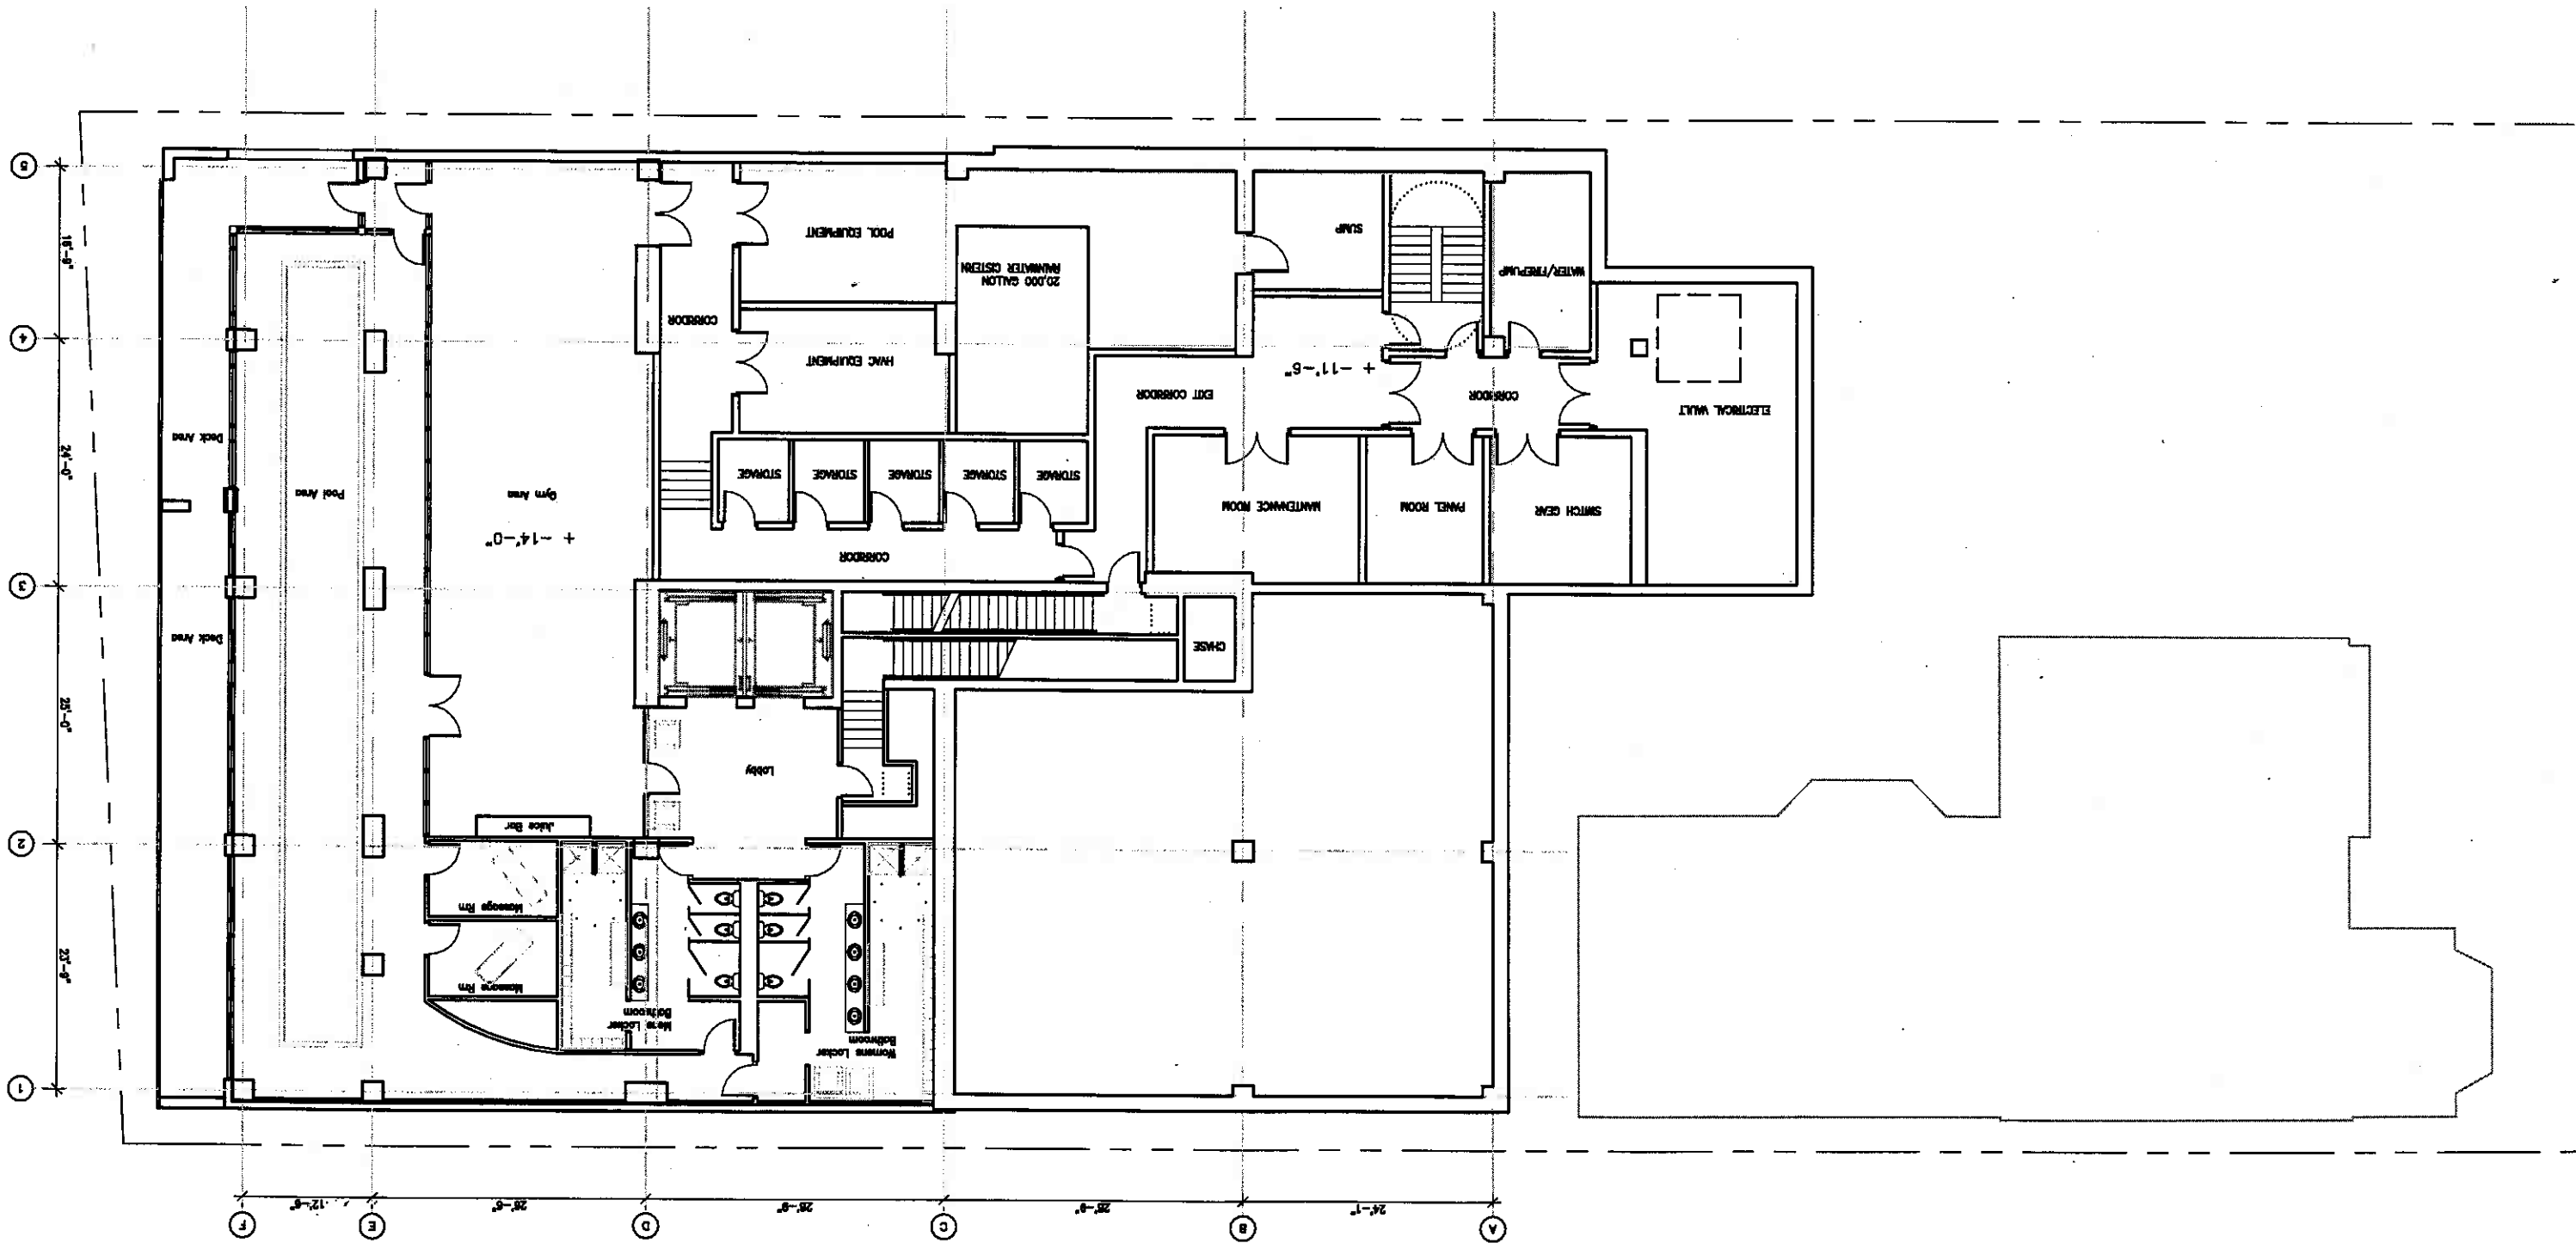 A
B
C
D
E
F
24'-1"
28'-9"
28'-9"
26'-6"
12'-6"
1
Womens Locker
Bathroom
Mens Locker
Bathroom
Massage Rm
23'-9"
Massage Rm
2
Juice Bar
Lobby
25'-0"
CHASE
Deck Area
3
CORRIDOR
+ -14'-0"
SWITCH GEAR
PANEL ROOM
MAINTENANCE ROOM
Gym Area
Pool Area
STORAGE
STORAGE
STORAGE
STORAGE
STORAGE
24'-0"
Deck Area
ELECTRICAL VAULT
CORRIDOR
EXIT CORRIDOR
+ -11'-6"
HVAC EQUIPMENT
4
CORRIDOR
20,000 GALLON
RAINWATER CISTERN
WATER/FIREPUMP
SUMP
POOL EQUIPMENT
16'-9"
5